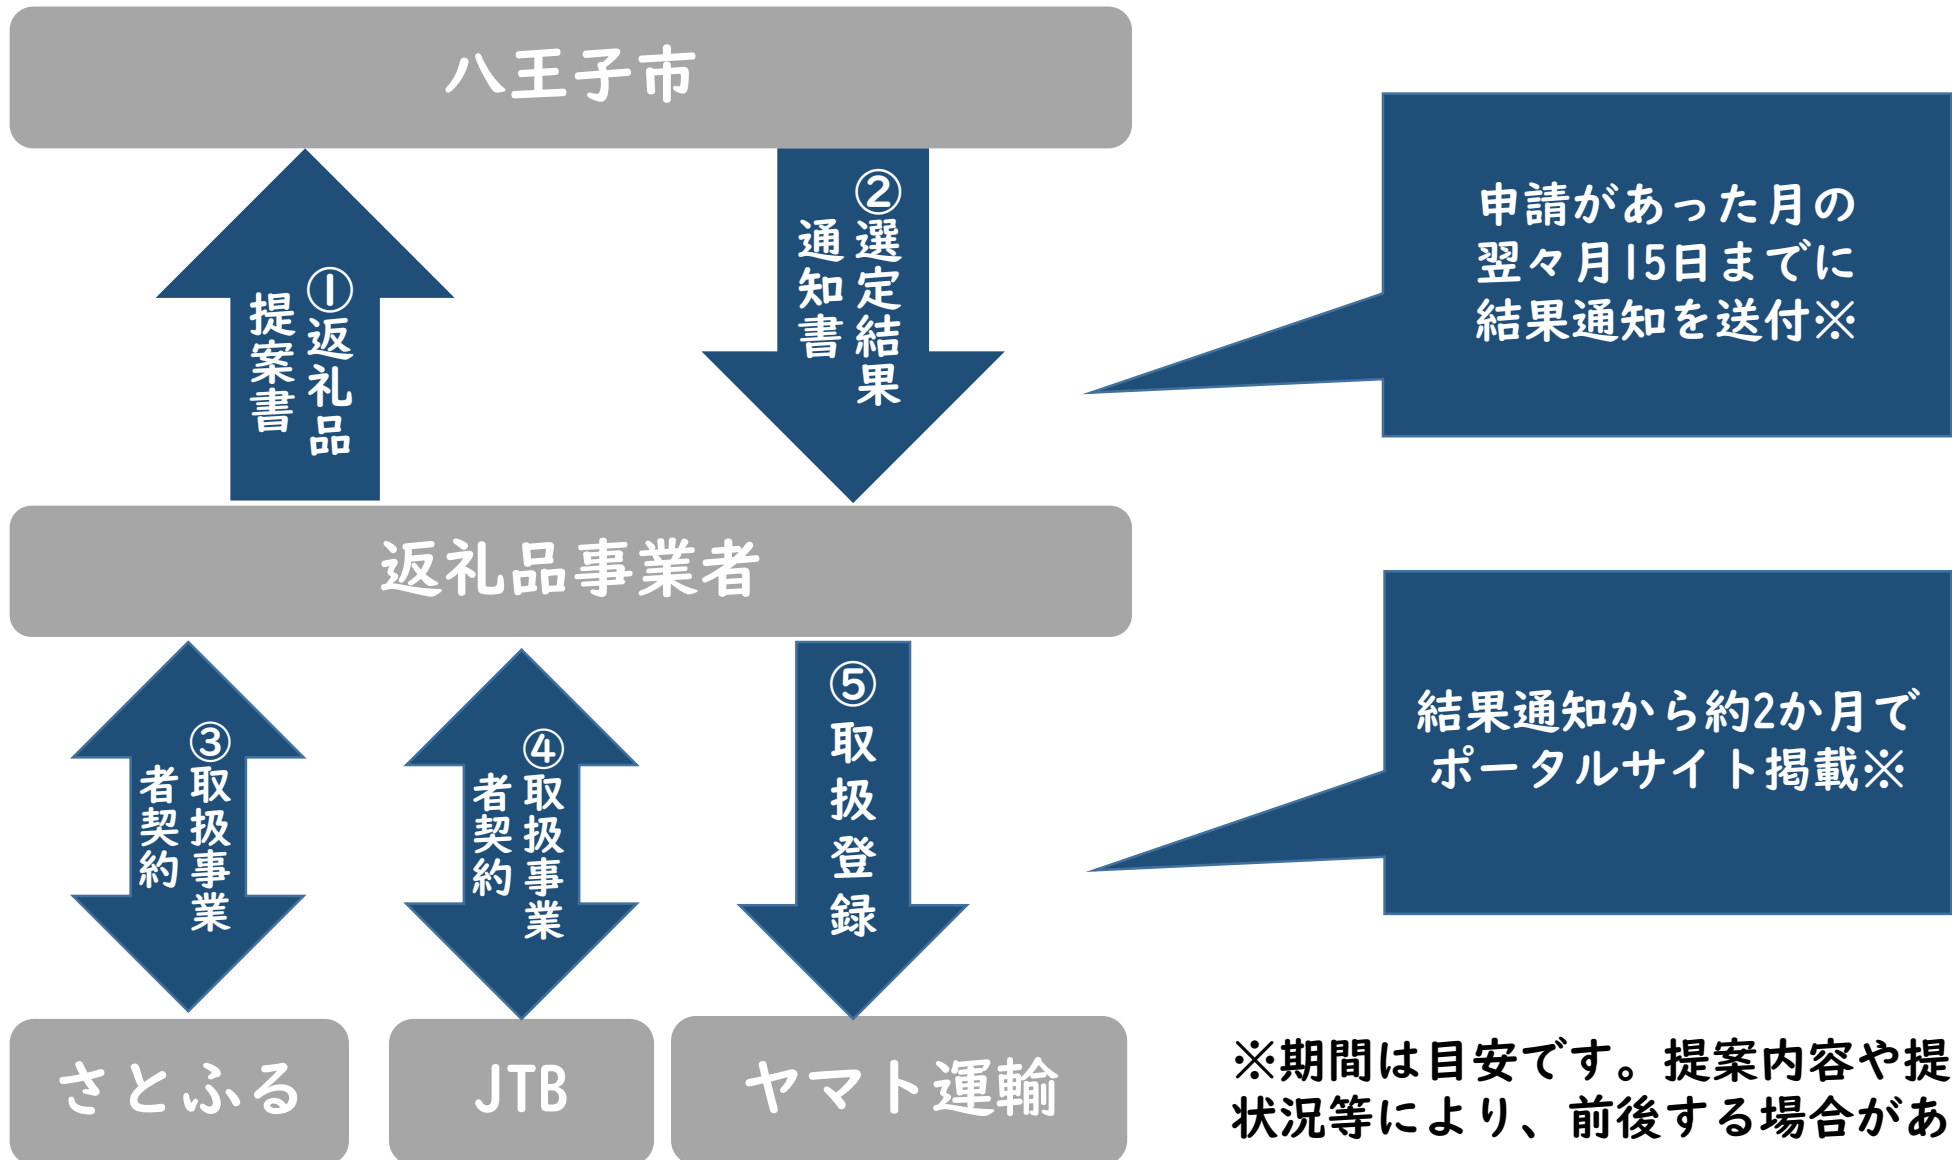 八王子市
①返礼品
提案書
②選定結果
通知書
申請があった月の
翌々月15日までに
結果通知を送付※
返礼品事業者
③取扱事業
者契約
④取扱事業
者契約
⑤取扱登録
結果通知から約2か月で
ポータルサイト掲載※
さとふる
JTB
ヤマト運輸
※期間は目安です。提案内容や提
状況等により、前後する場合があ